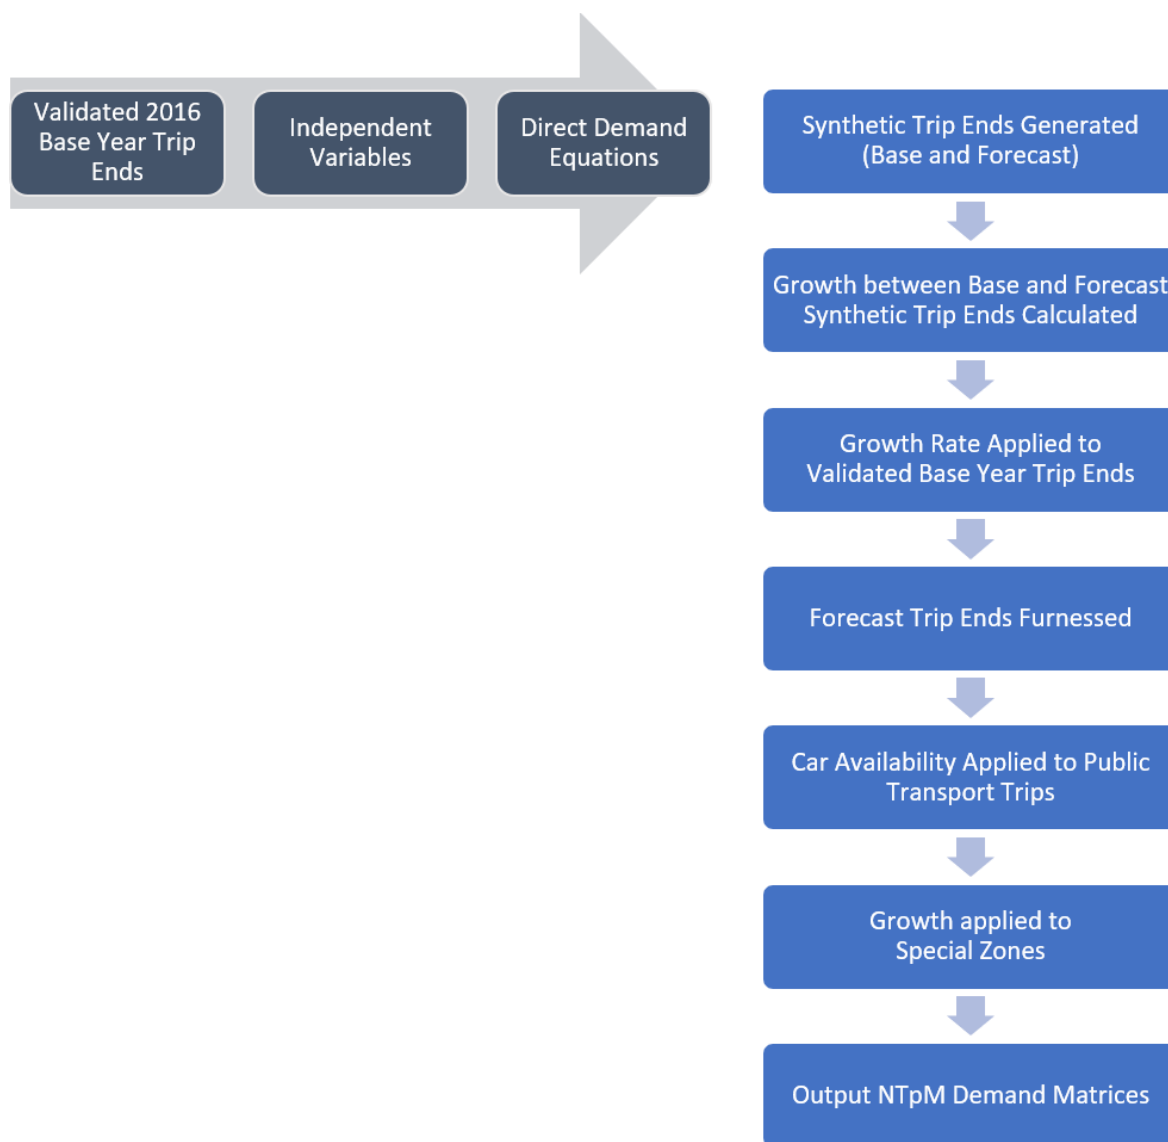 Validated 2016
Base Year Trip
Ends
Independent
Variables
Direct Demand
Equations
Synthetic Trip Ends Generated
(Base and Forecast)
Growth between Base and Forecast
Synthetic Trip Ends Calculated
Growth Rate Applied to
Validated Base Year Trip Ends
Forecast Trip Ends Furnessed
Car Availability Applied to Public
Transport Trips
Growth applied to
Special Zones
Output NTpM Demand Matrices